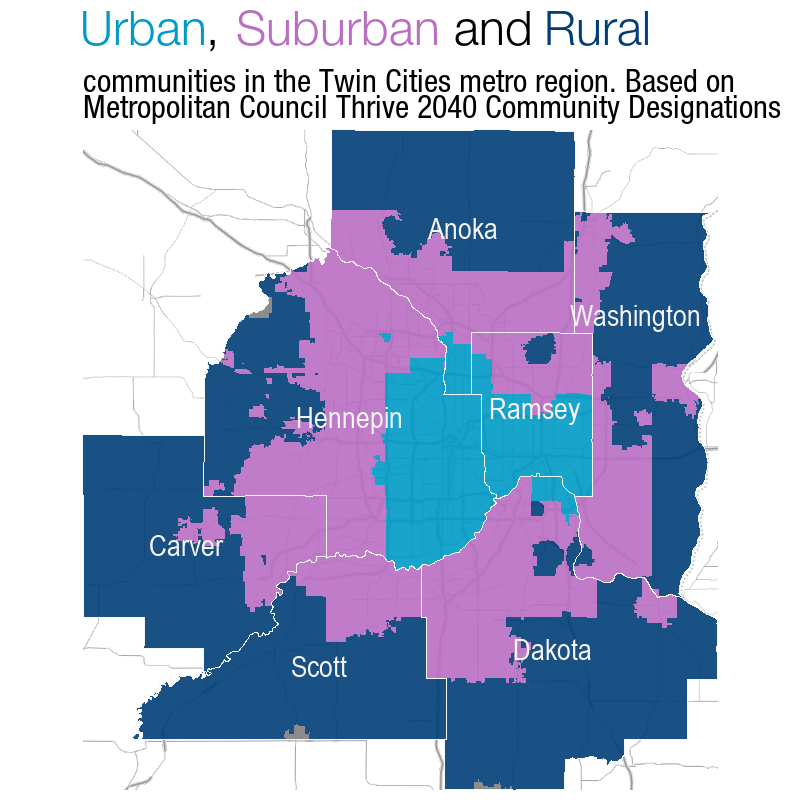 Urban, Suburban and Rural
communities in the Twin Cities metro region. Based on
Metropolitan Council Thrive 2040 Community Designations
Anoka
Washington
Hennepin
Ramsey
Carver
Scott
Dakota